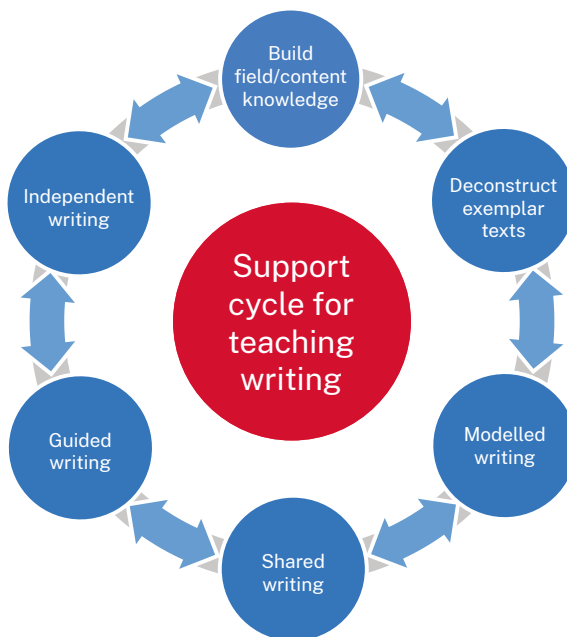 Build
field/content
knowledge
Deconstruct
exemplar
texts
Modelled
writing
Shared
writing
Guided
writing
Independent
writing
Support
cycle for
teaching
writing